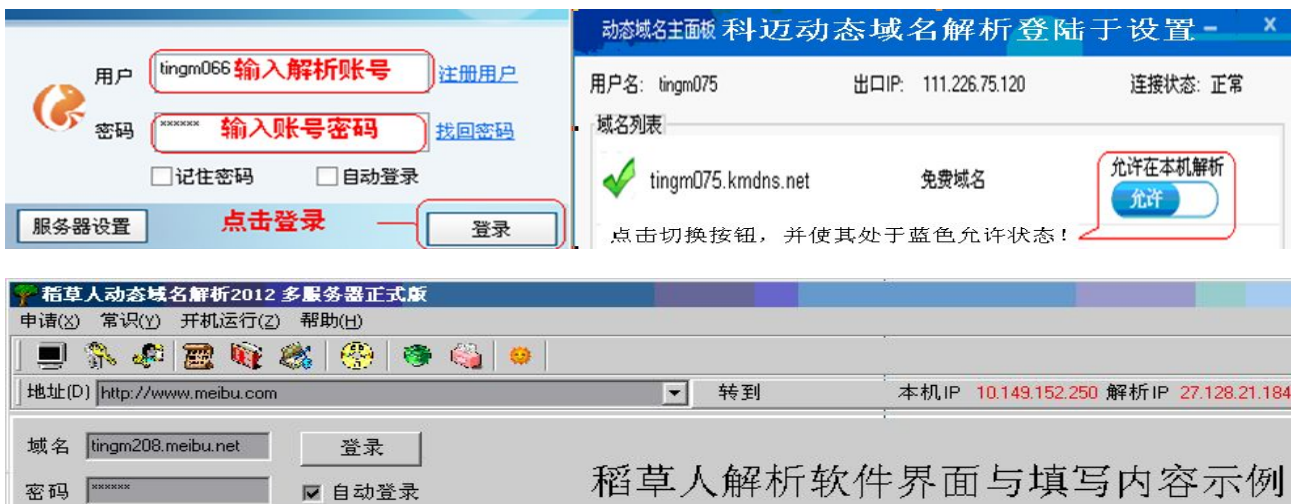 用户 tingm066 输入解析账号 注册用户
密码 ****** 输入账号密码 找回密码
记住密码 自动登录
服务器设置 点击登录 登录
动态域名主面板 科迈动态域名解析登陆于设置 - X
用户名: tingm075 出口IP: 111.226.75.120 连接状态: 正常
域名列表
tingm075.kmdns.net 免费域名 允许在本机解析
允许
点击切换按钮，并使其处于蓝色允许状态！
稻草人动态域名解析2012 多服务器正式版
申请(X) 常识(Y) 开机运行(Z) 帮助(H)
地址(D) http://www.meibu.com 转到 本机IP 10.149.152.250 解析IP 27.128.21.184
域名 tingm208.meibu.net 登录
密码 ****** 自动登录
稻草人解析软件界面与填写内容示例